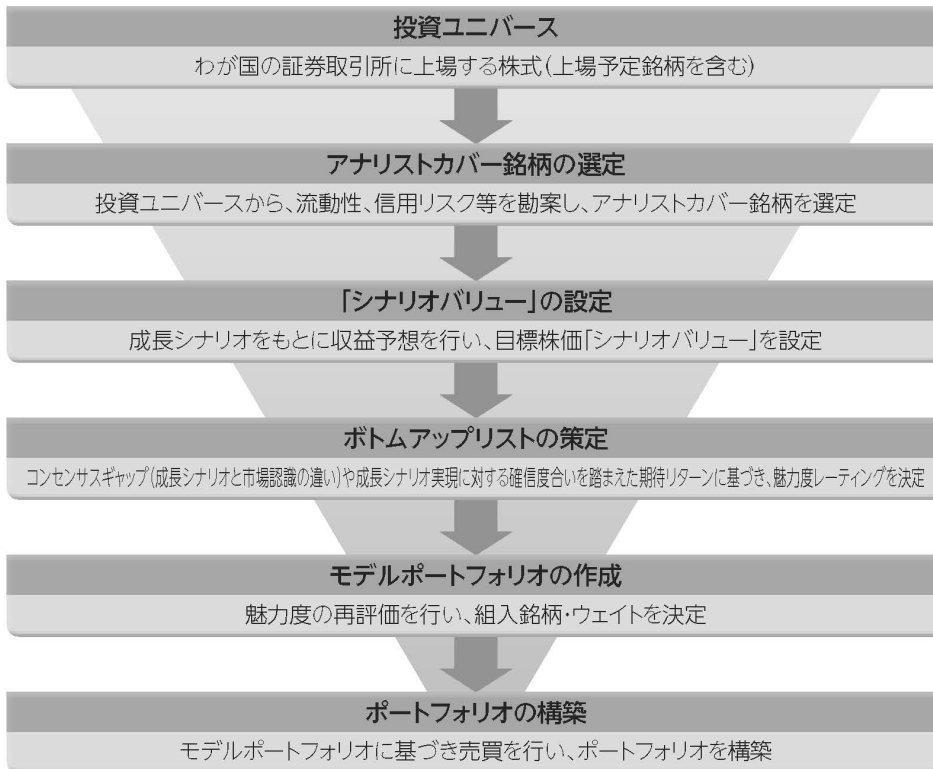 投資ユニバース
わが国の証券取引所に上場する株式(上場予定銘柄を含む)
アナリストカバー銘柄の選定
投資ユニバースから、流動性、信用リスク等を勘案し、アナリストカバー銘柄を選定
「シナリオバリュー」の設定
成長シナリオをもとに収益予想を行い、目標株価「シナリオバリュー」を設定
ボトムアップリストの策定
コンセンサスギャップ(成長シナリオと市場認識の違い)や成長シナリオ実現に対する確信度合いを踏まえた期待リターンに基づき、魅力度レーティングを決定
モデルポートフォリオの作成
魅力度の再評価を行い、組入銘柄・ウェイトを決定
ポートフォリオの構築
モデルポートフォリオに基づき売買を行い、ポートフォリオを構築